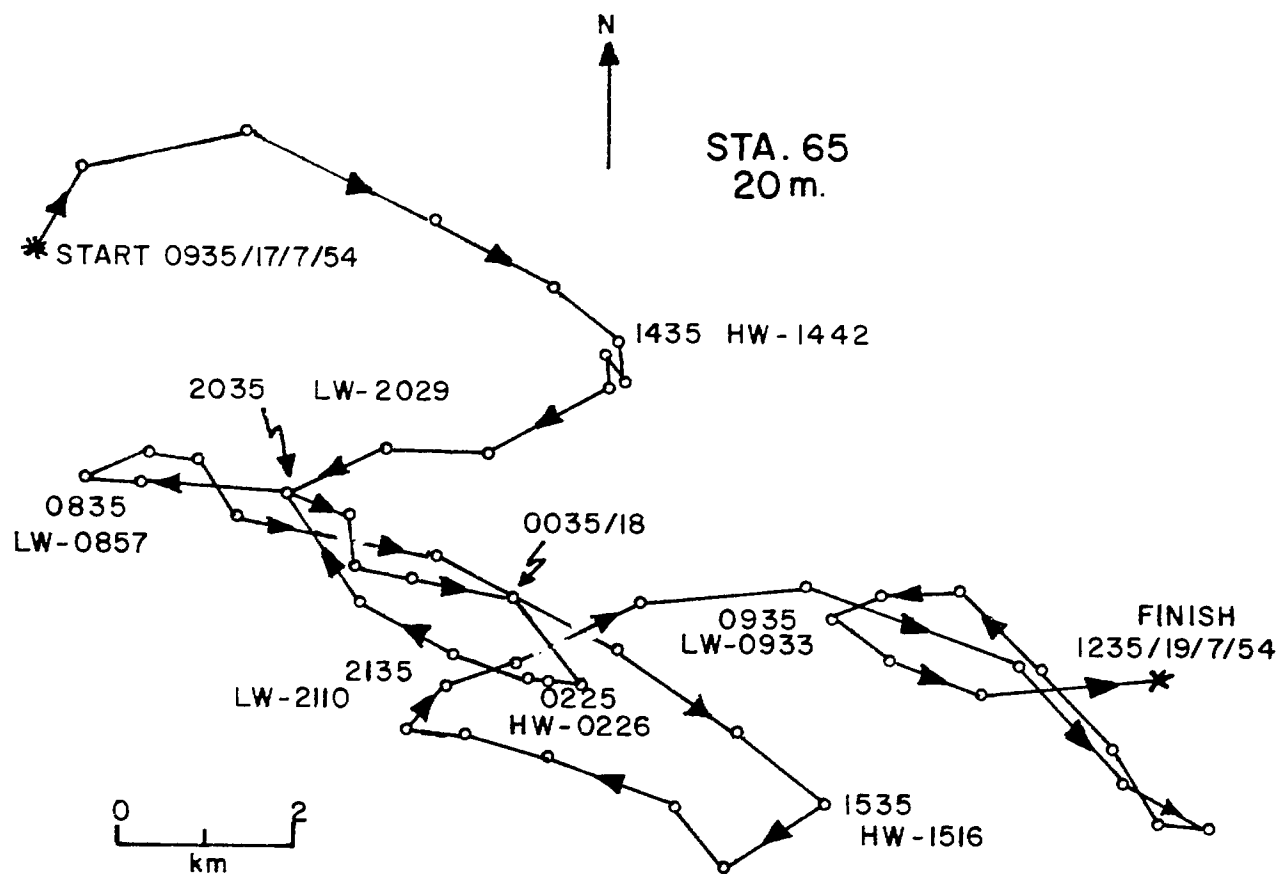 N
STA. 65
20 m.
START 0935/17/7/54
1435 HW-1442
2035 LW-2029
0835
LW-0857
0035/18
0935
LW-0933
FINISH
1235/19/7/54
2135
LW-2110
0225
HW-0226
1535
HW-1516
0 2
km